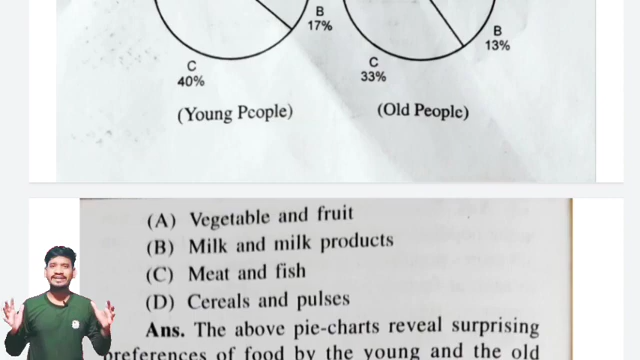 B
17%
C
40%
B
13%
C
33%
(Young People)
(Old People)
(A) Vegetable and fruit
(B) Milk and milk products
(C) Meat and fish
(D) Cereals and pulses
Ans. The above pie-charts reveal surprising
preferences of food by the young and the old